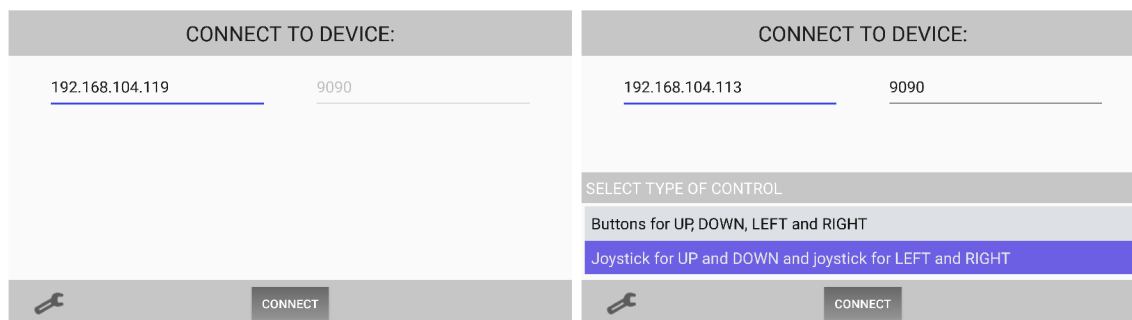 CONNECT TO DEVICE:
192.168.104.119 9090
CONNECT
CONNECT TO DEVICE:
192.168.104.113 9090
SELECT TYPE OF CONTROL
Buttons for UP, DOWN, LEFT and RIGHT
Joystick for UP and DOWN and joystick for LEFT and RIGHT
CONNECT